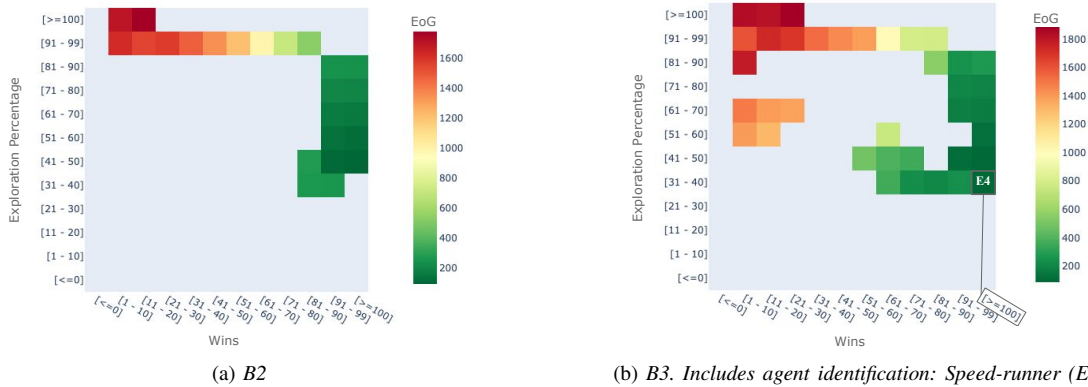 EoG
[>=100]
[91 - 99]
[81 - 90]
[71 - 80]
[61 - 70]
[51 - 60]
[41 - 50]
[31 - 40]
[21 - 30]
[11 - 20]
[1 - 10]
[<=0]
Exploration Percentage
1600
1400
1200
1000
800
600
400
200
[<=0]
[1 - 10]
[11 - 20]
[21 - 30]
[31 - 40]
[41 - 50]
[51 - 60]
[61 - 70]
[71 - 80]
[81 - 90]
[91 - 99]
[>=100]
Wins
(a) B2
EoG
[>=100]
[91 - 99]
[81 - 90]
[71 - 80]
[61 - 70]
[51 - 60]
[41 - 50]
[31 - 40]
[21 - 30]
[11 - 20]
[1 - 10]
[<=0]
Exploration Percentage
E4
1800
1600
1400
1200
1000
800
600
400
200
[<=0]
[1 - 10]
[11 - 20]
[21 - 30]
[31 - 40]
[41 - 50]
[51 - 60]
[61 - 70]
[71 - 80]
[81 - 90]
[91 - 99]
[>=100]
Wins
(b) B3. Includes agent identification: Speed-runner (E